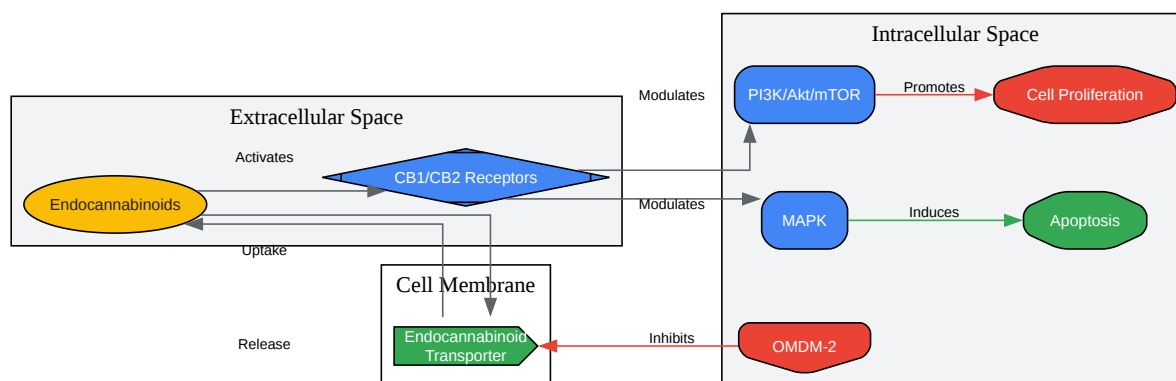 Intracellular Space
PI3K/Akt/mTOR
Promotes
Cell Proliferation
Modulates
Extracellular Space
Activates
CB1/CB2 Receptors
Endocannabinoids
Modulates
MAPK
Induces
Apoptosis
Uptake
Cell Membrane
Release
Endocannabinoid
Transporter
Inhibits
OMDM-2